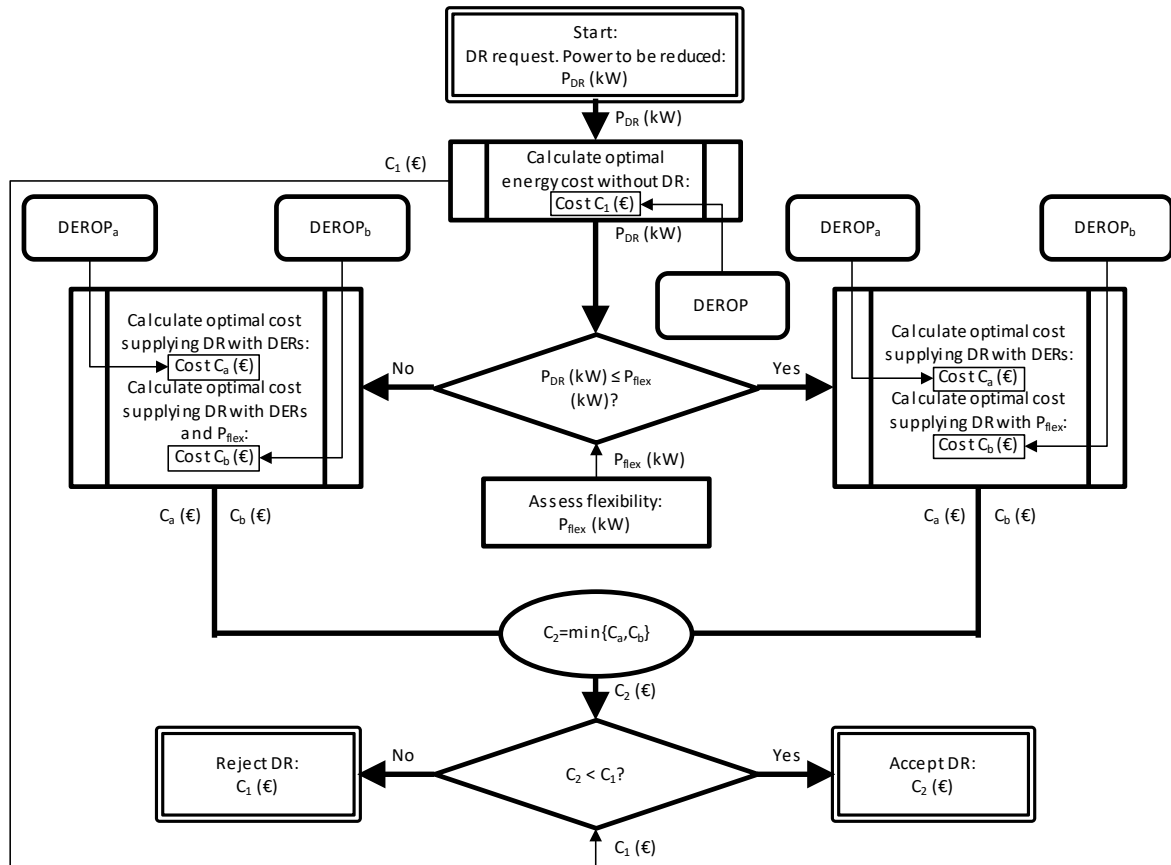 Start:
DR request. Power to be reduced:
P_DR (kW)
P_DR (kW)
C_1 (€)
Calculate optimal
energy cost without DR:
Cost C_1 (€)
P_DR (kW)
DEROP_a
DEROP_b
DEROP_a
DEROP_b
DEROP
Calculate optimal cost
supplying DR with DERs:
Cost C_a (€)
Calculate optimal cost
supplying DR with DERs
and P_flex:
Cost C_b (€)
No
P_DR (kW) ≤ P_flex
(kW)?
Yes
Calculate optimal cost
supplying DR with DERs:
Cost C_a (€)
Calculate optimal cost
supplying DR with P_flex:
Cost C_b (€)
P_flex (kW)
Assess flexibility:
P_flex (kW)
C_a (€) C_b (€)
C_a (€) C_b (€)
C_2=min{C_a,C_b}
C_2 (€)
Reject DR:
C_1 (€)
No
C_2 < C_1?
Yes
Accept DR:
C_2 (€)
C_1 (€)